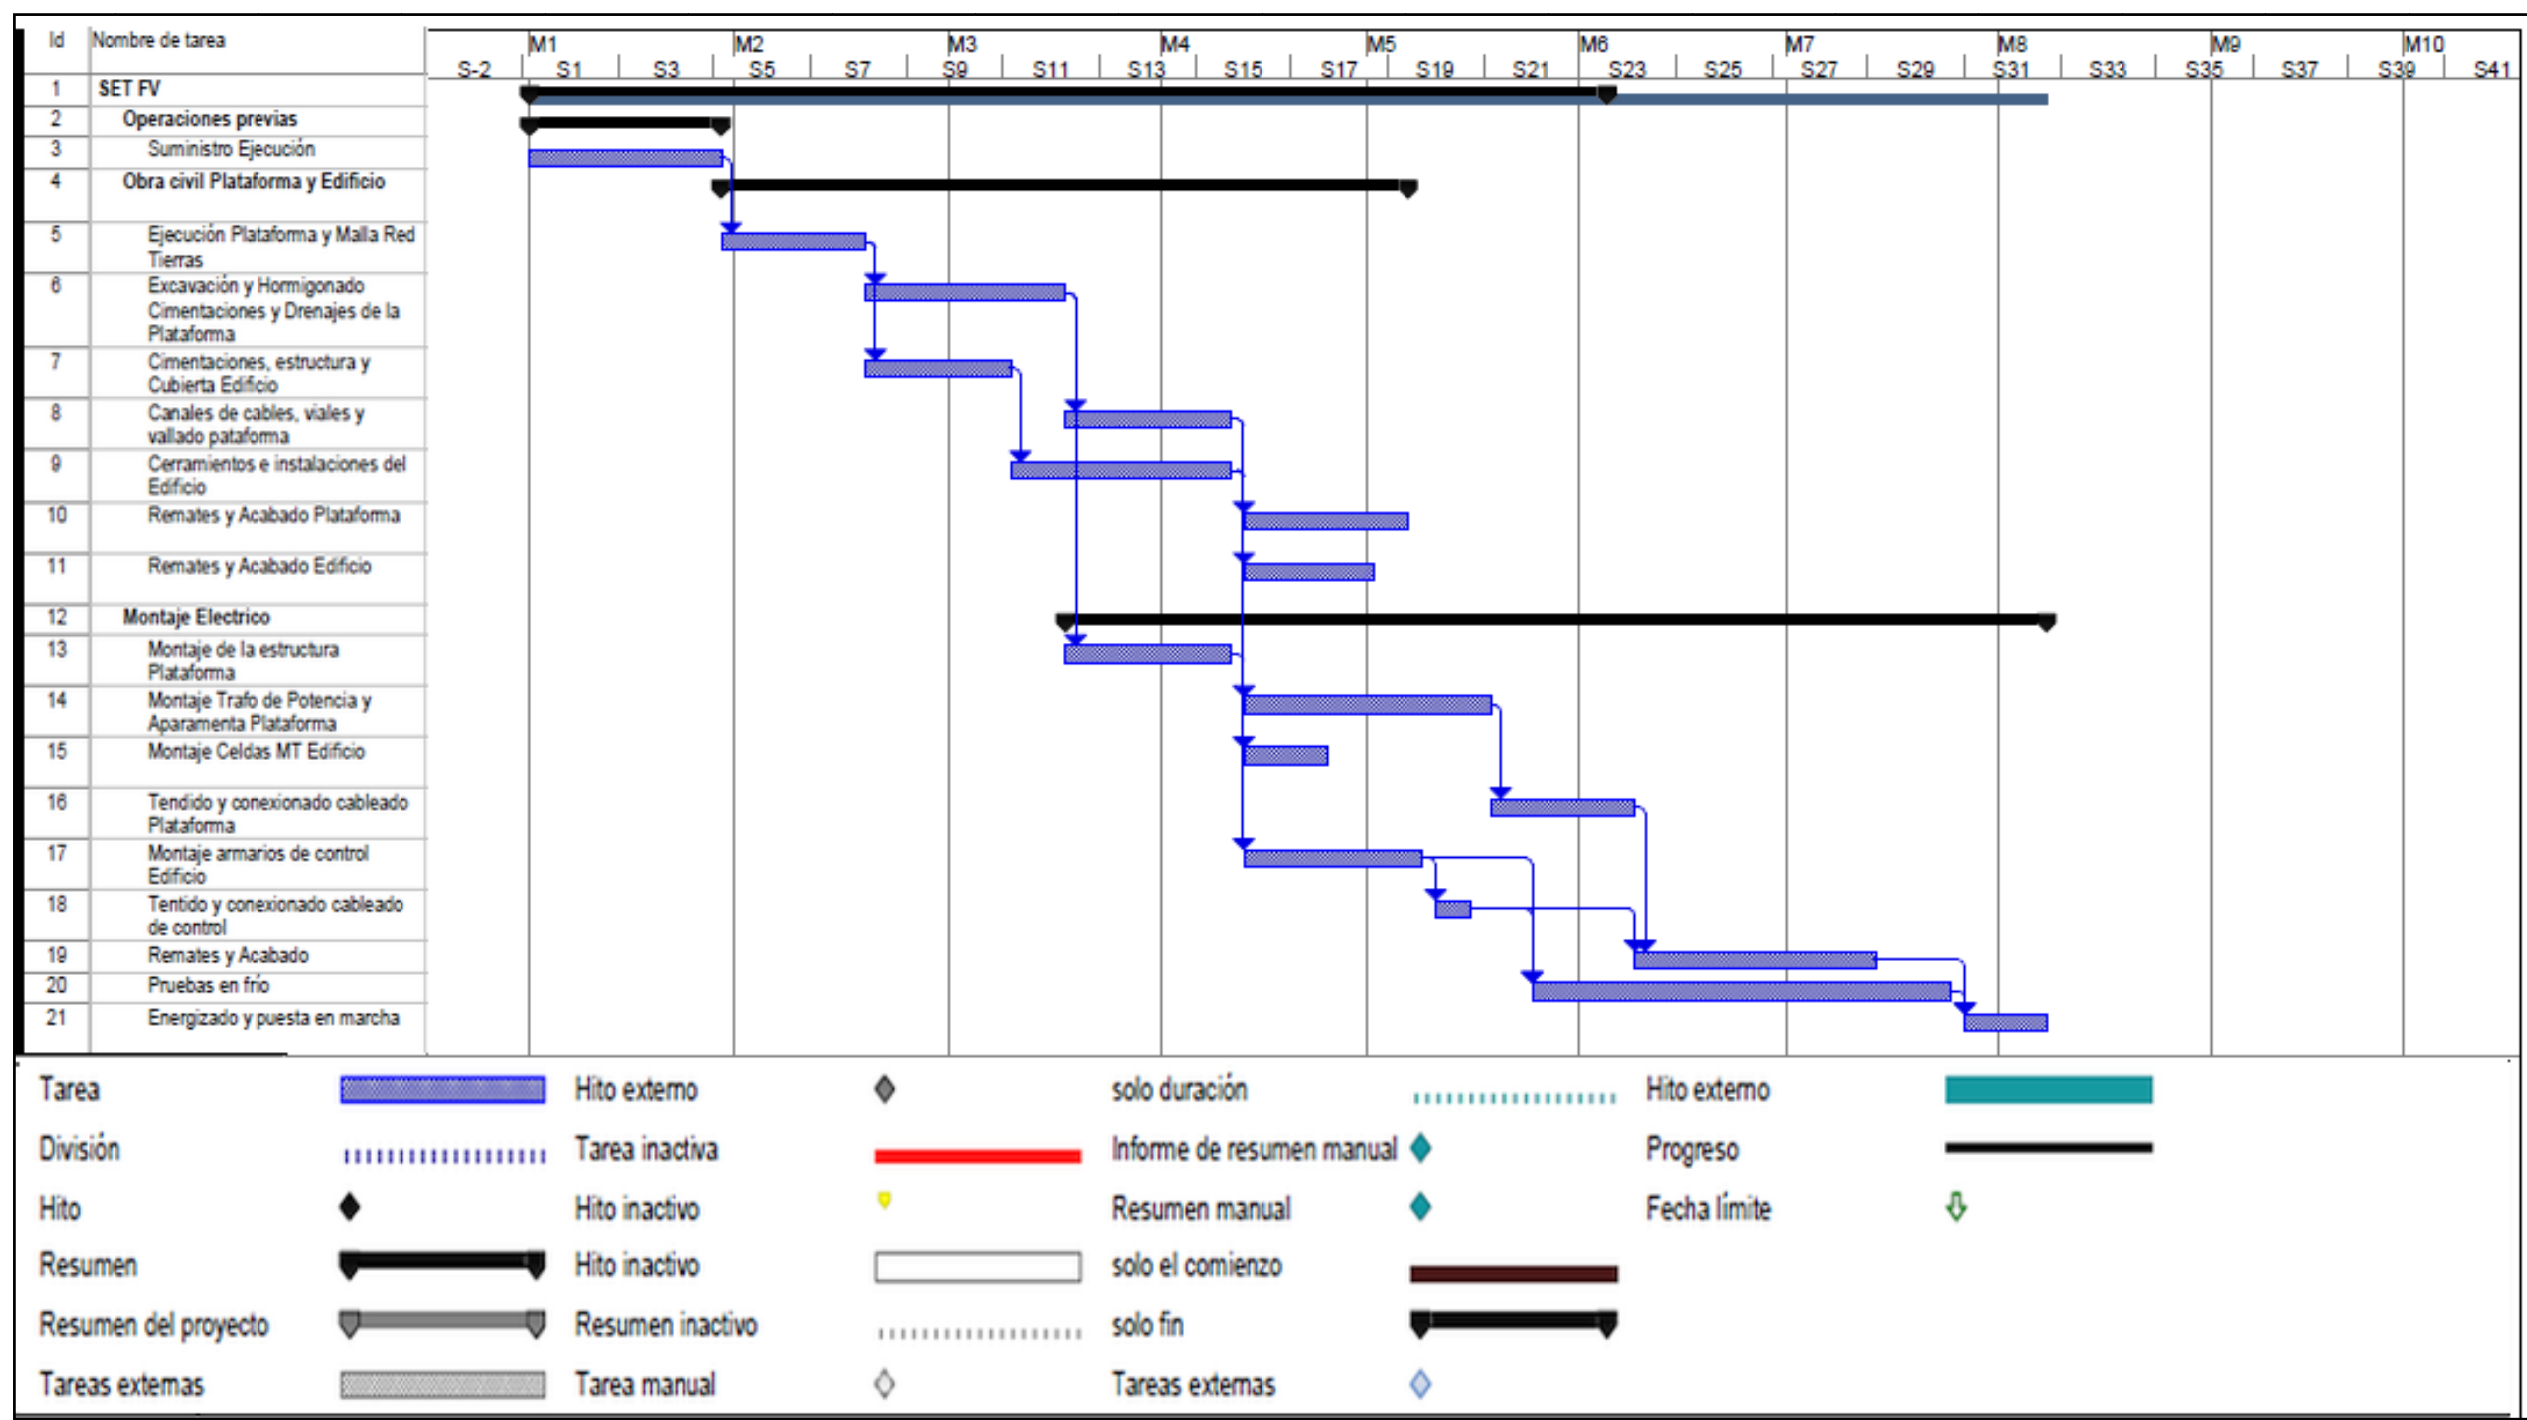 Id Nombre de tarea M1 M2 M3 M4 M5 M6 M7 M8 M9 M10
S-2 S1 S3 S5 S7 S9 S11 S13 S15 S17 S19 S21 S23 S25 S27 S29 S31 S33 S35 S37 S39 S41
1 SET FV
2 Operaciones previas
3 Suministro Ejecución
4 Obra civil Plataforma y Edificio
5 Ejecución Plataforma y Malla Red
Tierras
6 Excavación y Hormigonado
Cimentaciones y Drenajes de la
Plataforma
7 Cimentaciones, estructura y
Cubierta Edificio
8 Canales de cables, viales y
vallado pataforma
9 Cerramientos e instalaciones del
Edificio
10 Remates y Acabado Plataforma
11 Remates y Acabado Edificio
12 Montaje Electrico
13 Montaje de la estructura
Plataforma
14 Montaje Trafo de Potencia y
Aparamenta Plataforma
15 Montaje Celdas MT Edificio
16 Tendido y conexionado cableado
Plataforma
17 Montaje armarios de control
Edificio
18 Tentido y conexionado cableado
de control
19 Remates y Acabado
20 Pruebas en frío
21 Energizado y puesta en marcha
Tarea Hito externo solo duración Hito externo
División Tarea inactiva Informe de resumen manual Progreso
Hito Hito inactivo Resumen manual Fecha límite
Resumen Hito inactivo solo el comienzo
Resumen del proyecto Resumen inactivo solo fin
Tareas externas Tarea manual Tareas externas